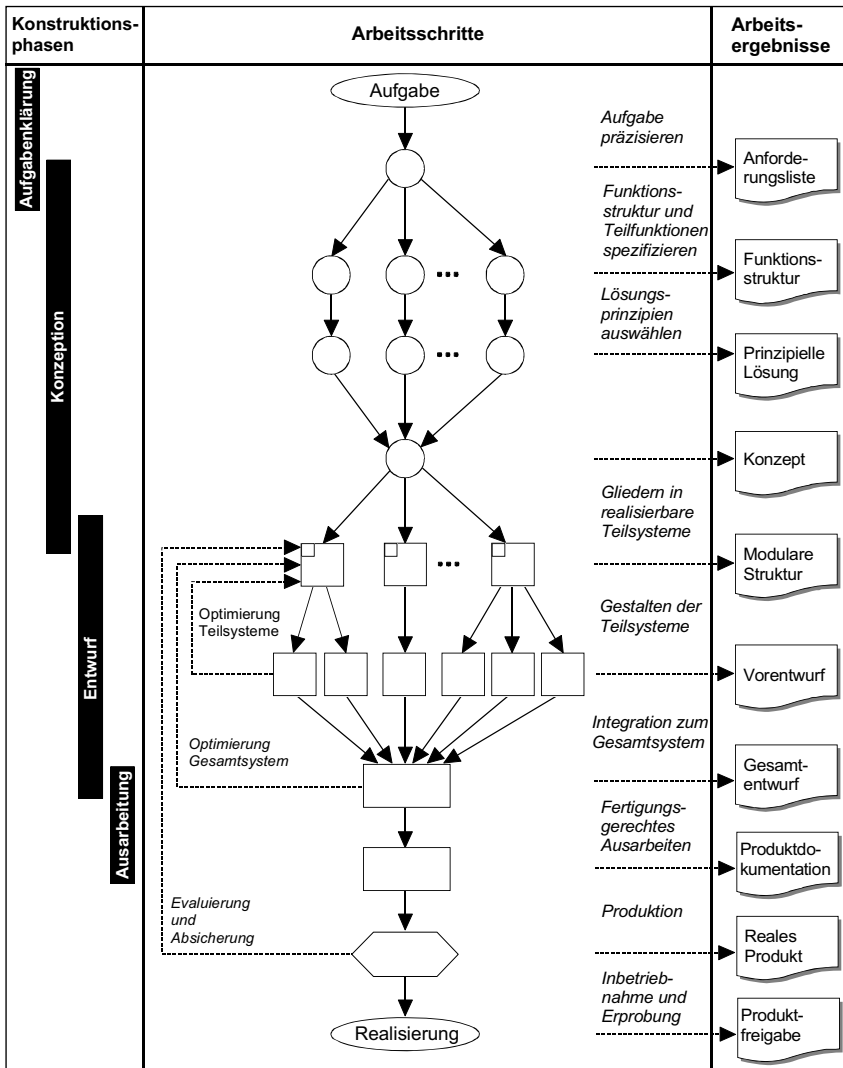 Konstruktions-
phasen
Arbeitsschritte
Arbeits-
ergebnisse
Aufgabenklärung
Konzeption
Entwurf
Ausarbeitung
Aufgabe
Aufgabe
präzisieren
Anforde-
rungsliste
Funktions-
struktur und
Teilfunktionen
spezifizieren
Funktions-
struktur
Lösungs-
prinzipien
auswählen
Prinzipielle
Lösung
Konzept
Gliedern in
realisierbare
Teilsysteme
Modulare
Struktur
Optimierung
Teilsysteme
Gestalten der
Teilsysteme
Vorentwurf
Optimierung
Gesamtsystem
Integration zum
Gesamtsystem
Gesamt-
entwurf
Fertigungs-
gerechtes
Ausarbeiten
Produktdo-
kumentation
Evaluierung
und
Absicherung
Produktion
Reales
Produkt
Inbetrieb-
nahme und
Erprobung
Realisierung
Produkt-
freigabe